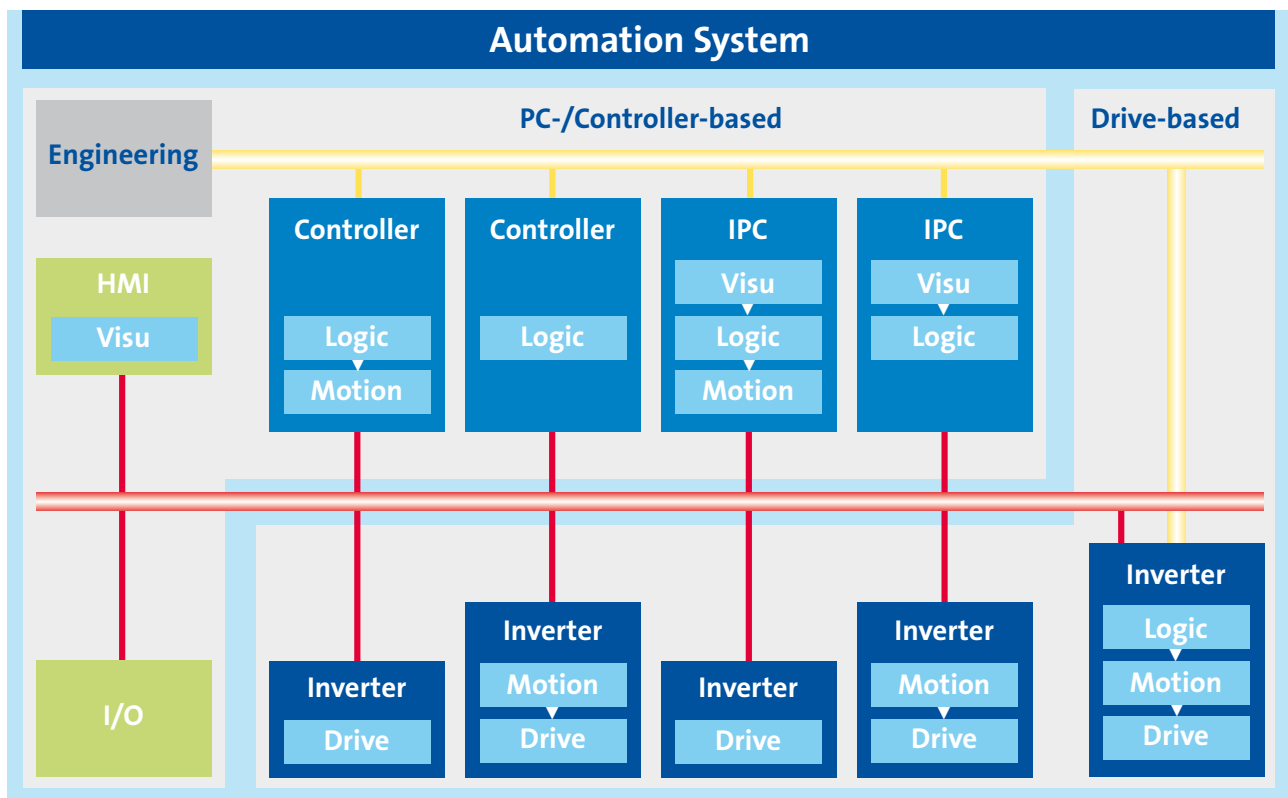 Automation System
PC-/Controller-based
Drive-based
Engineering
Controller
Controller
IPC
IPC
HMI
Visu
Visu
Visu
Logic
Logic
Logic
Logic
Motion
Motion
Inverter
Logic
Motion
Drive
Inverter
Motion
Drive
Inverter
Motion
Drive
I/O
Inverter
Drive
Inverter
Drive